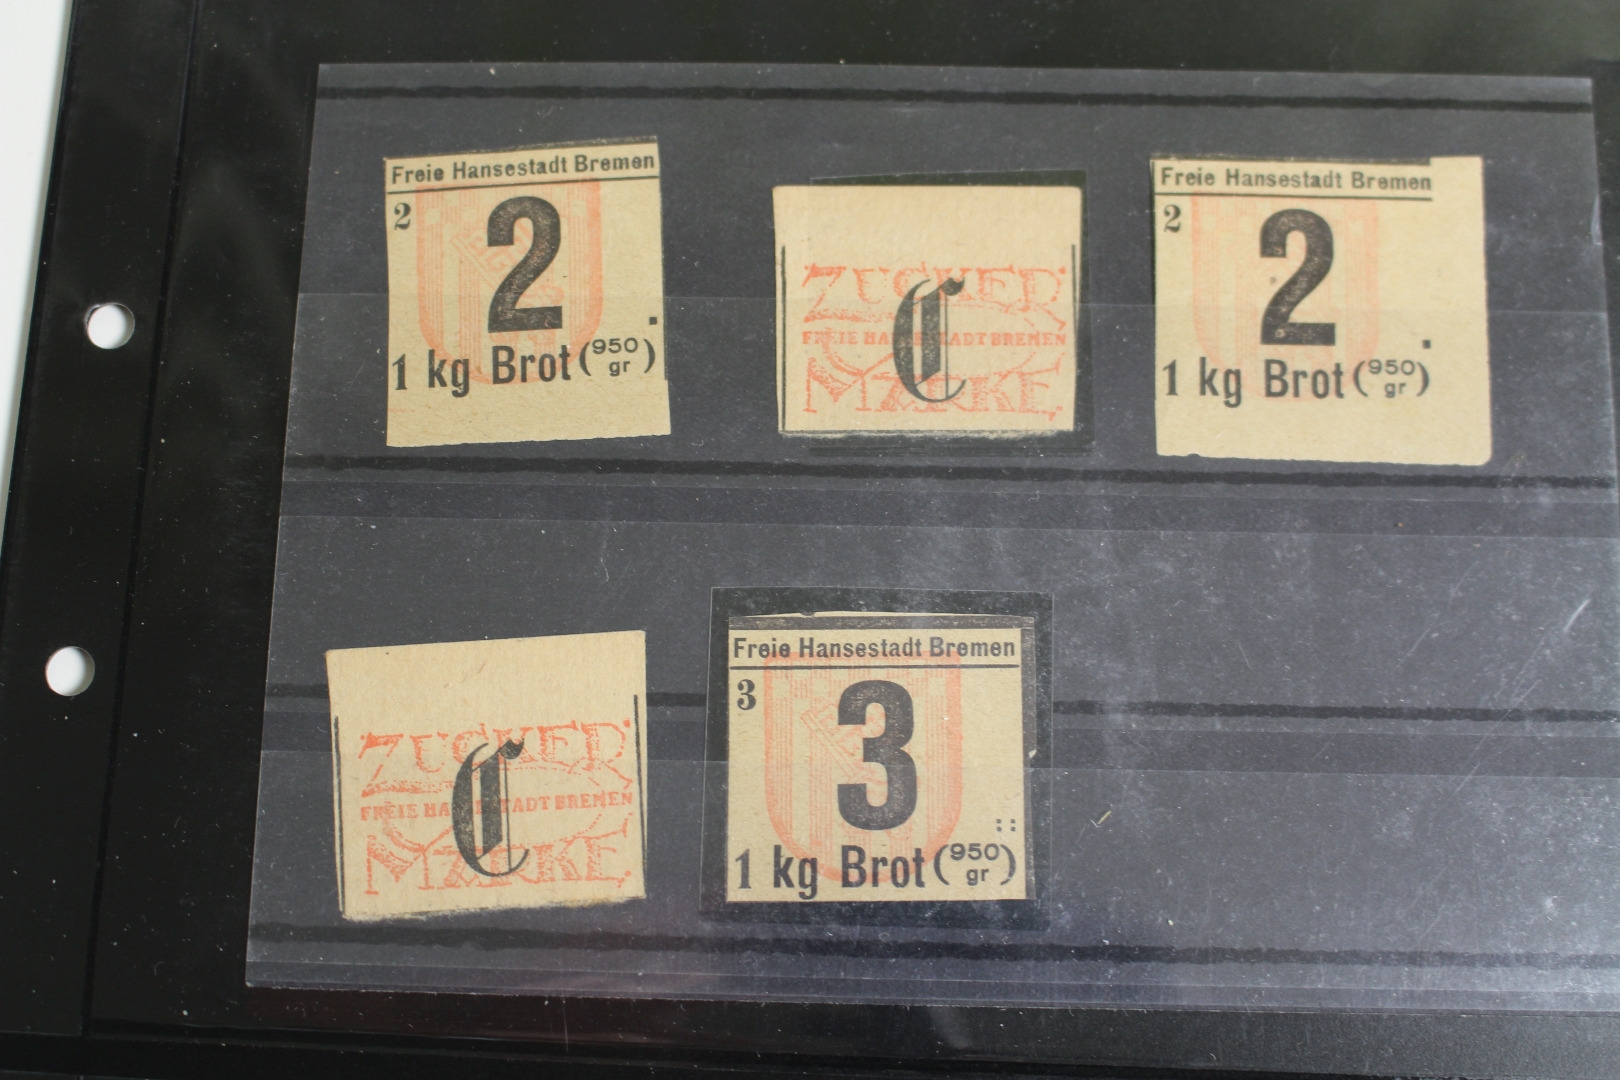 Freie Hansestadt Bremen
2
2
.
1 kg Brot (950 gr)
ZUCKER
FREIE HANSESTADT BREMEN
C
MARKE
Freie Hansestadt Bremen
2
2
.
1 kg Brot (950 gr)
ZUCKER
FREIE HANSESTADT BREMEN
C
MARKE
Freie Hansestadt Bremen
3
3
::
1 kg Brot (950 gr)